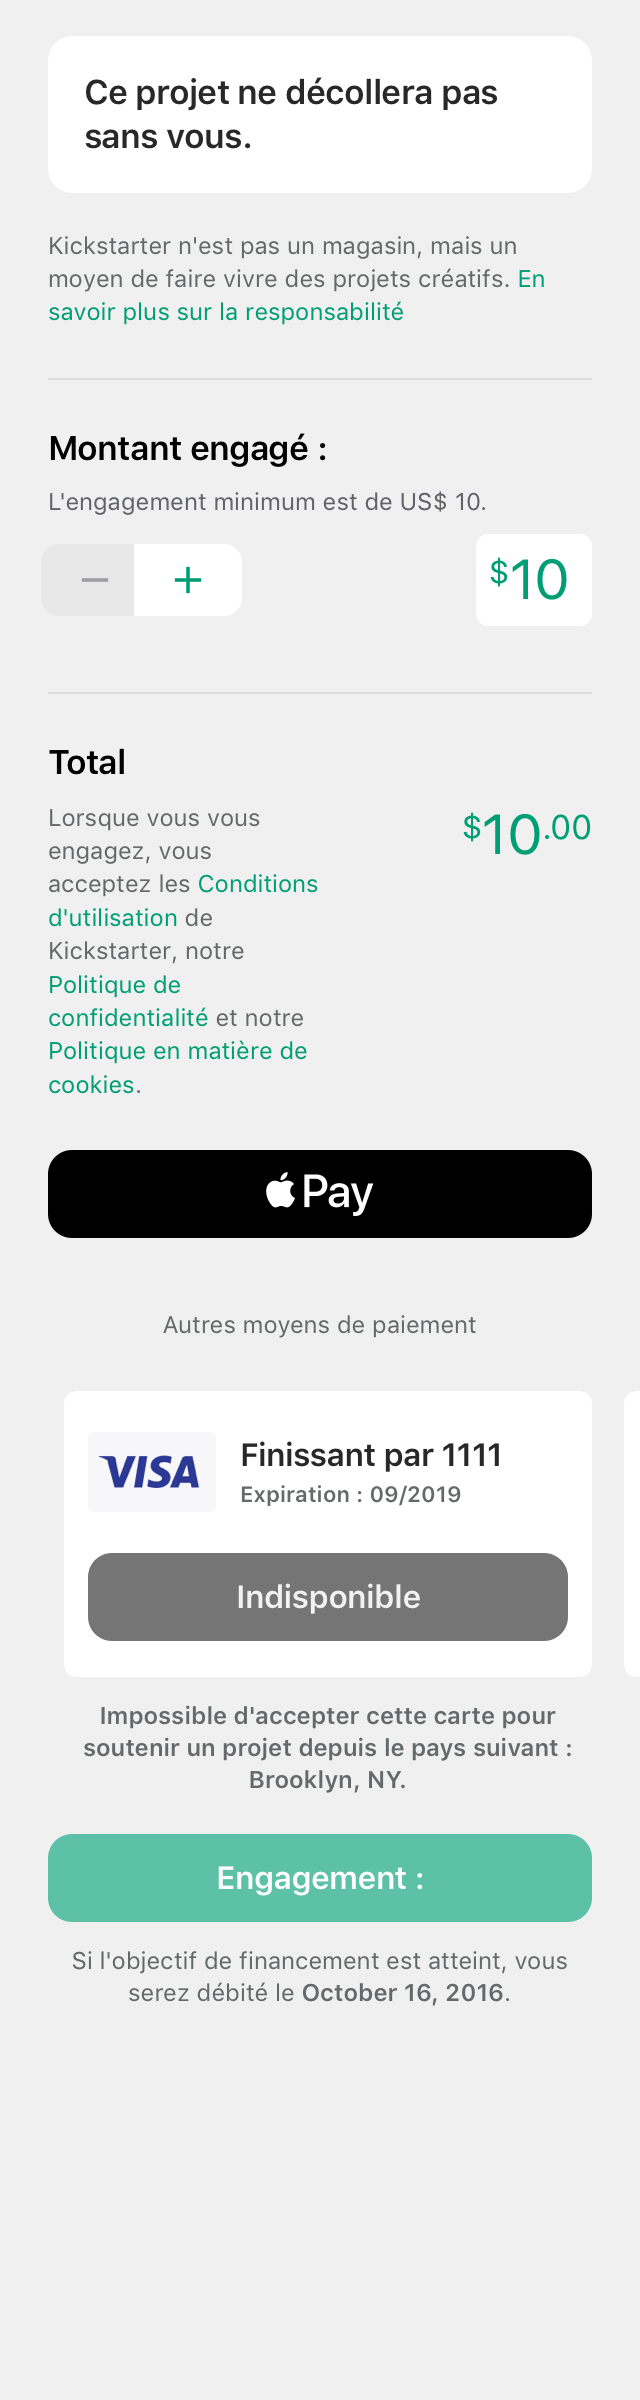 Ce projet ne décollera pas
sans vous.
Kickstarter n'est pas un magasin, mais un
moyen de faire vivre des projets créatifs. En
savoir plus sur la responsabilité
Montant engagé :
L'engagement minimum est de US$ 10.
− +
$10
Total
Lorsque vous vous
engagez, vous
acceptez les Conditions
d'utilisation de
Kickstarter, notre
Politique de
confidentialité et notre
Politique en matière de
cookies.
$10.00
Pay
Autres moyens de paiement
VISA
Finissant par 1111
Expiration : 09/2019
Indisponible
Impossible d'accepter cette carte pour
soutenir un projet depuis le pays suivant :
Brooklyn, NY.
Engagement :
Si l'objectif de financement est atteint, vous
serez débité le October 16, 2016.